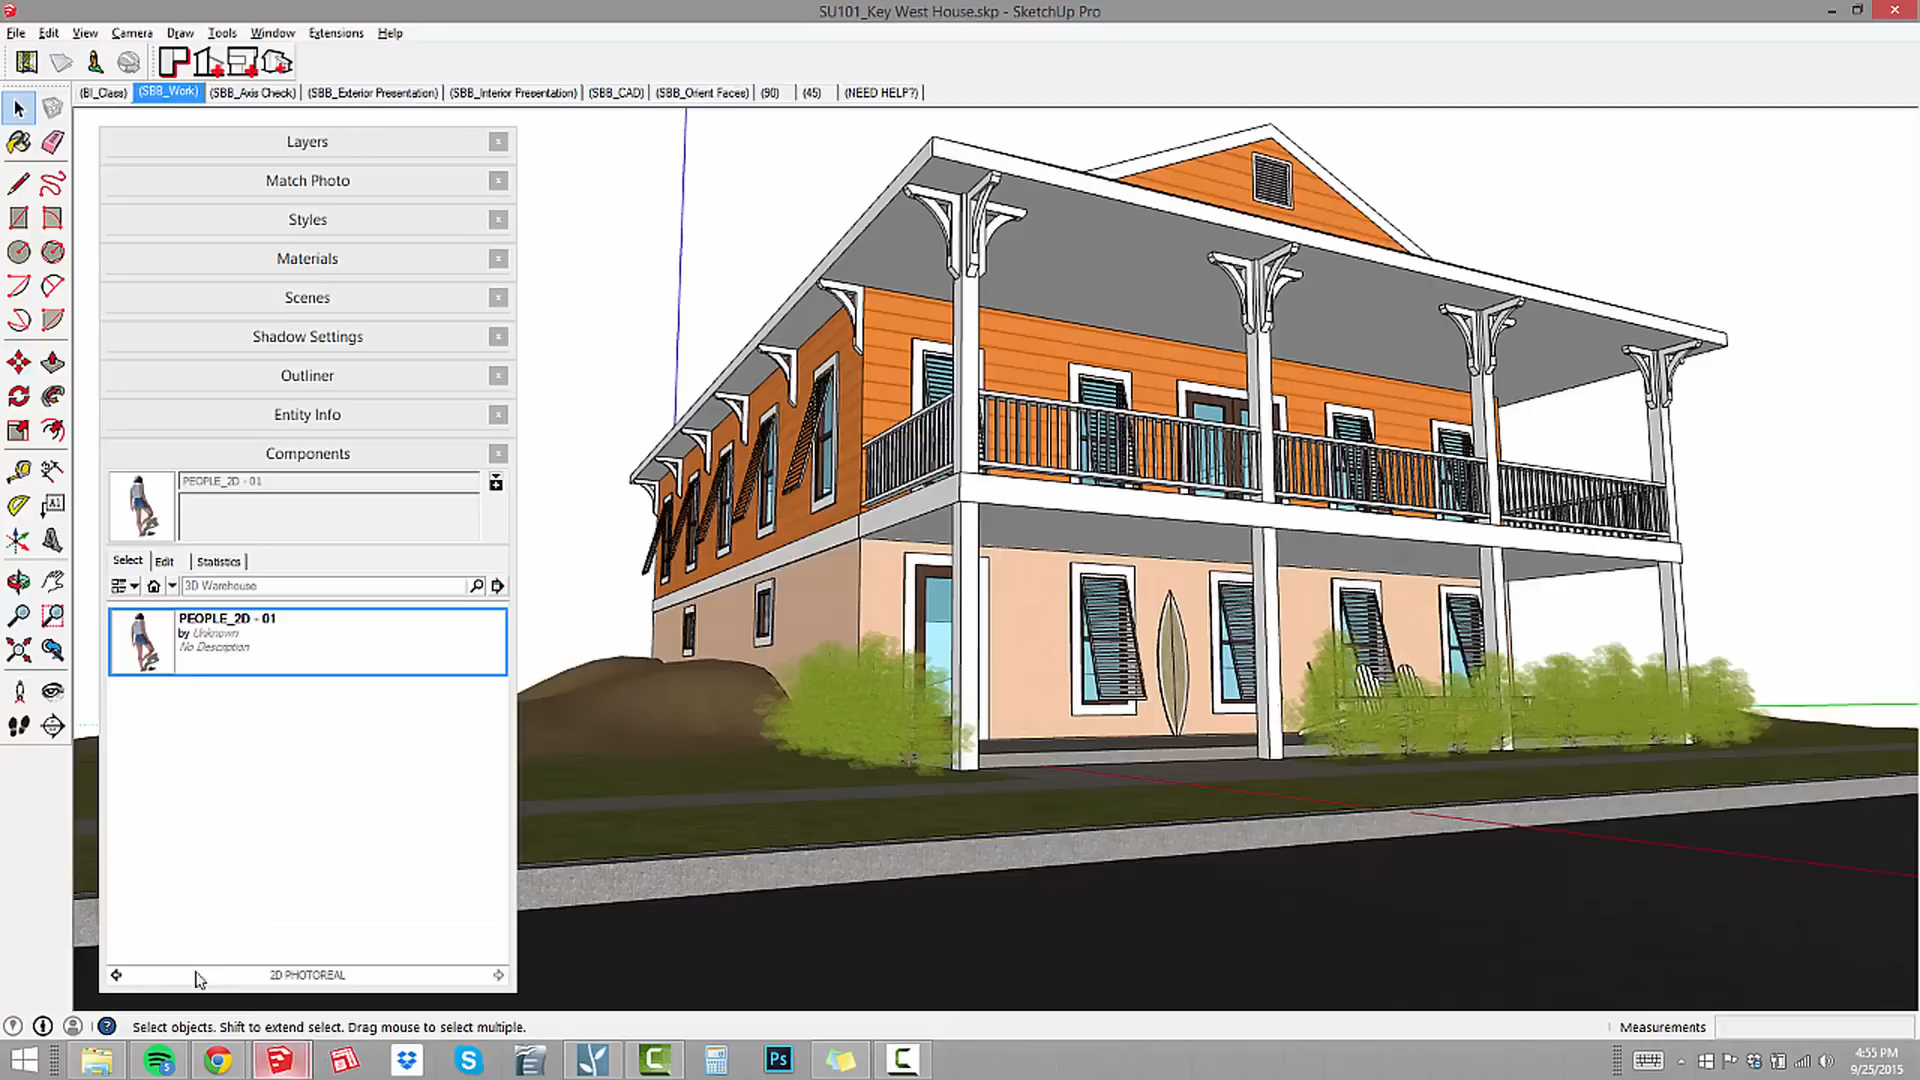 SU101_Key West House.skp - SketchUp Pro
File Edit View Camera Draw Tools Window Extensions Help
(BI_Class) (SBB_Work) (SBB_Axis Check) (SBB_Exterior Presentation) (SBB_Interior Presentation) (SBB_CAD) (SBB_Orient Faces) (90) (45) (NEED HELP?)
Layers
Match Photo
Styles
Materials
Scenes
Shadow Settings
Outliner
Entity Info
Components
PEOPLE_2D - 01
Select Edit Statistics
3D Warehouse
PEOPLE_2D - 01
by Unknown
No Description
2D PHOTOREAL
Select objects. Shift to extend select. Drag mouse to select multiple.
Measurements
Ps
4:55 PM
9/25/2015